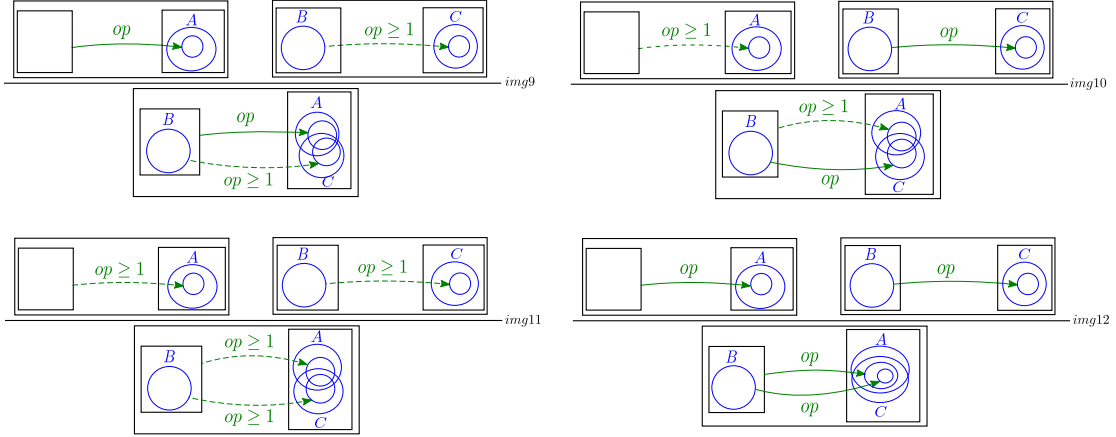 op A B op ≥ 1 C img9
B op A op ≥ 1 C
op ≥ 1 A B op C img10
B op ≥ 1 A op C
op ≥ 1 A B op ≥ 1 C img11
B op ≥ 1 A op ≥ 1 C
op A B op C img12
B op A op C